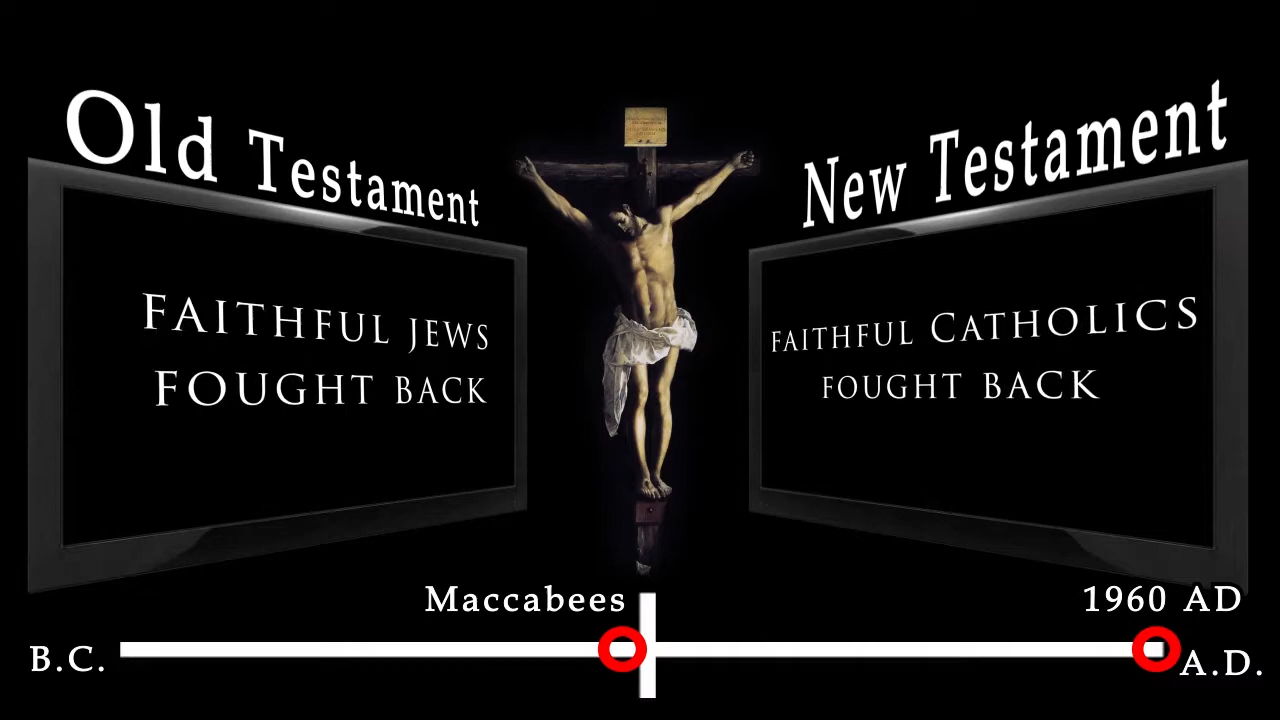 Old Testament
New Testament
FAITHFUL JEWS
FOUGHT BACK
FAITHFUL CATHOLICS
FOUGHT BACK
Maccabees
1960 AD
B.C.
A.D.